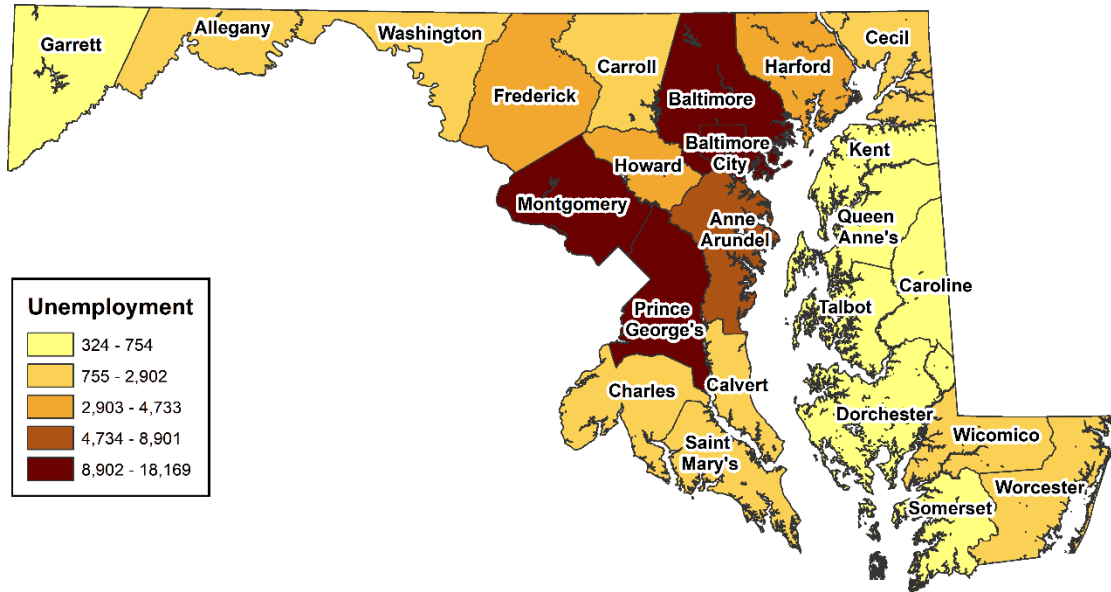 Garrett
Allegany
Washington
Frederick
Carroll
Baltimore
Harford
Cecil
Baltimore
City
Howard
Montgomery
Anne
Arundel
Kent
Queen
Anne's
Caroline
Talbot
Prince
George's
Charles
Calvert
Saint
Mary's
Dorchester
Wicomico
Worcester
Somerset
Unemployment
324 - 754
755 - 2,902
2,903 - 4,733
4,734 - 8,901
8,902 - 18,169